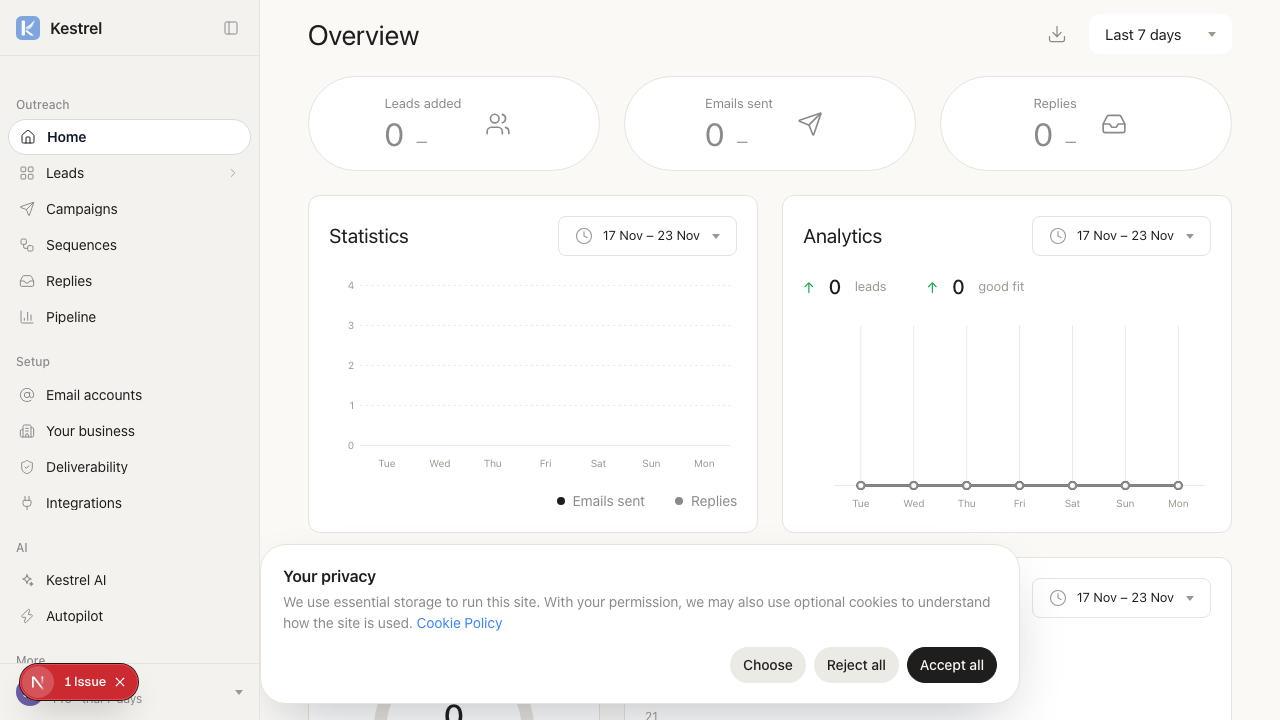 Kestrel
Outreach
Home
Leads
Campaigns
Sequences
Replies
Pipeline
Setup
Email accounts
Your business
Deliverability
Integrations
AI
Kestrel AI
Autopilot
More
1 Issue
Overview
Last 7 days
Leads added
0 –
Emails sent
0 –
Replies
0 –
Statistics
17 Nov – 23 Nov
4
3
2
1
0
Tue Wed Thu Fri Sat Sun Mon
Emails sent Replies
Analytics
17 Nov – 23 Nov
0 leads 0 good fit
Tue Wed Thu Fri Sat Sun Mon
17 Nov – 23 Nov
Your privacy
We use essential storage to run this site. With your permission, we may also use optional cookies to understand
how the site is used. Cookie Policy
Choose Reject all Accept all
0
21